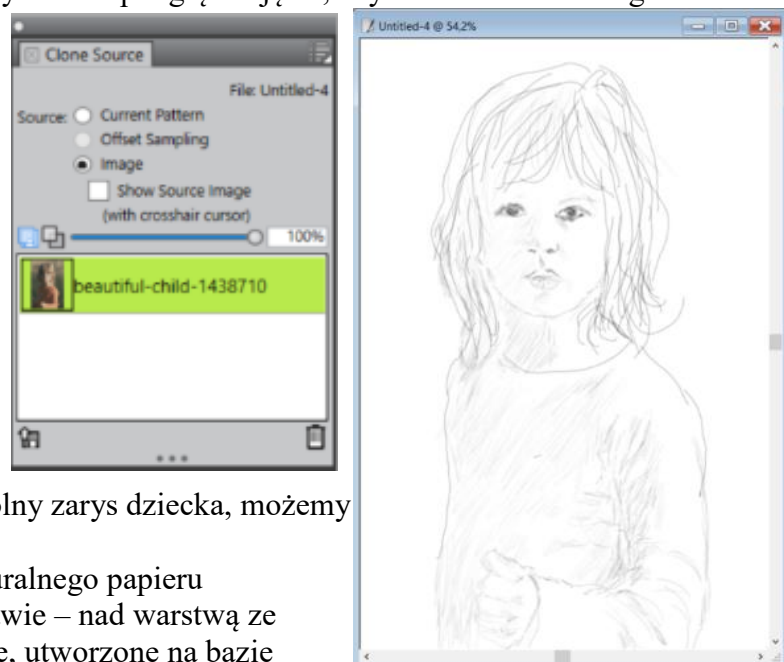 Untitled-4 @ 54,2%
Clone Source
File: Untitled-4
Source: Current Pattern
Offset Sampling
Image
Show Source Image
(with crosshair cursor)
100%
beautiful-child-1438710
lny zarys dziecka, możemy
uralnego papieru
wie – nad warstwą ze
e, utworzone na bazie